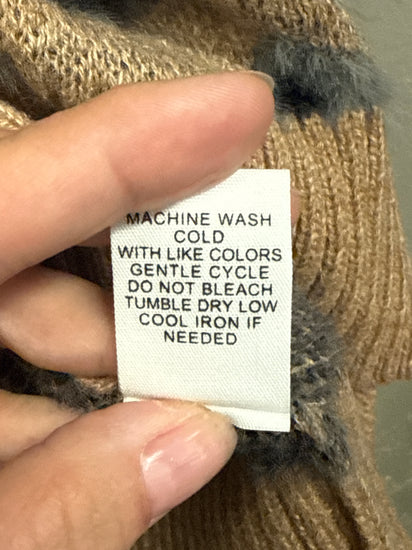 MACHINE WASH
COLD
WITH LIKE COLORS
GENTLE CYCLE
DO NOT BLEACH
TUMBLE DRY LOW
COOL IRON IF
NEEDED